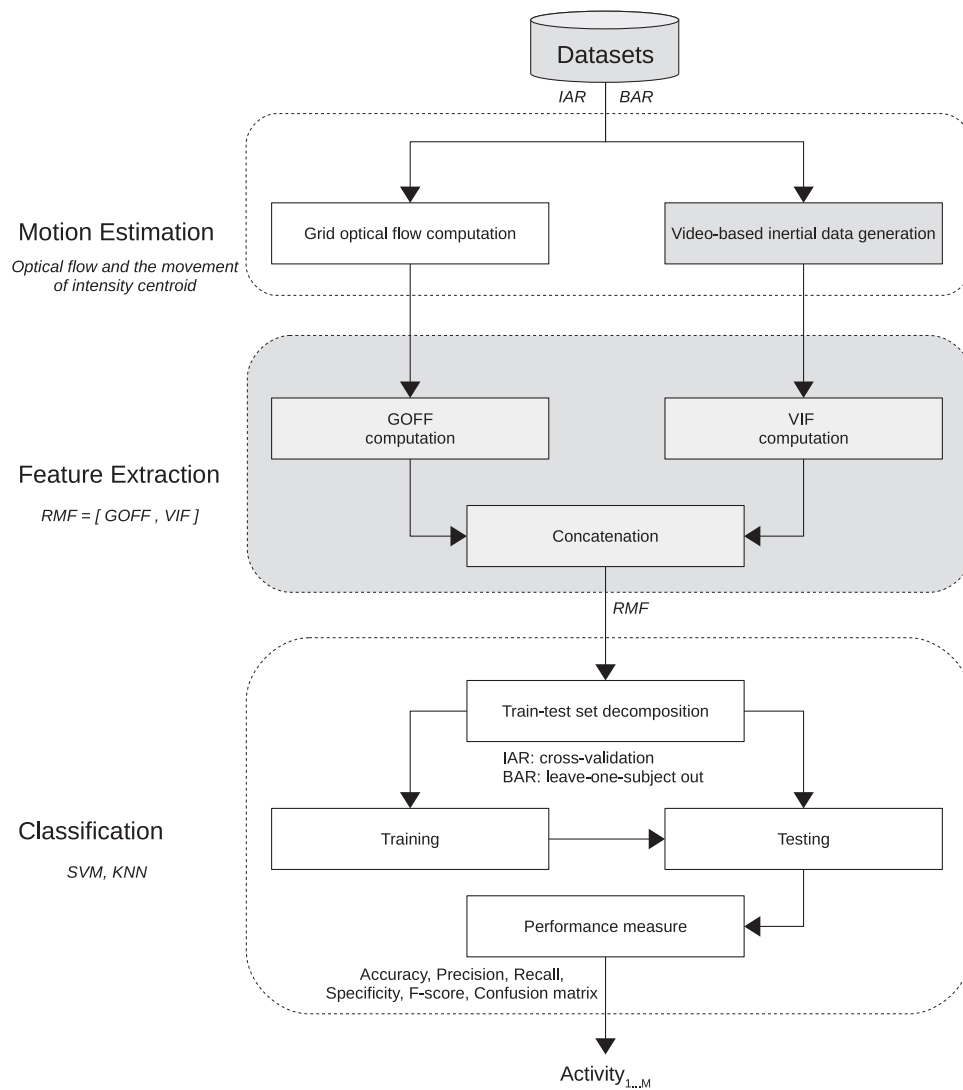 Datasets
IAR BAR
Motion Estimation
Optical flow and the movement
of intensity centroid
Grid optical flow computation
Video-based inertial data generation
Feature Extraction
RMF = [ GOFF , VIF ]
GOFF
computation
VIF
computation
Concatenation
RMF
Classification
SVM, KNN
Train-test set decomposition
IAR: cross-validation
BAR: leave-one-subject out
Training
Testing
Performance measure
Accuracy, Precision, Recall,
Specificity, F-score, Confusion matrix
Activity1...M